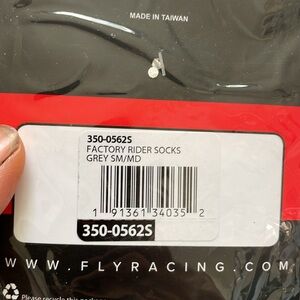 MADE IN TAIWAN
350-0562S
FACTORY RIDER SOCKS
GREY SM/MD
1 91361 34035 2
350-0562S
WWW.FLYRACING.COM
Please recycle this